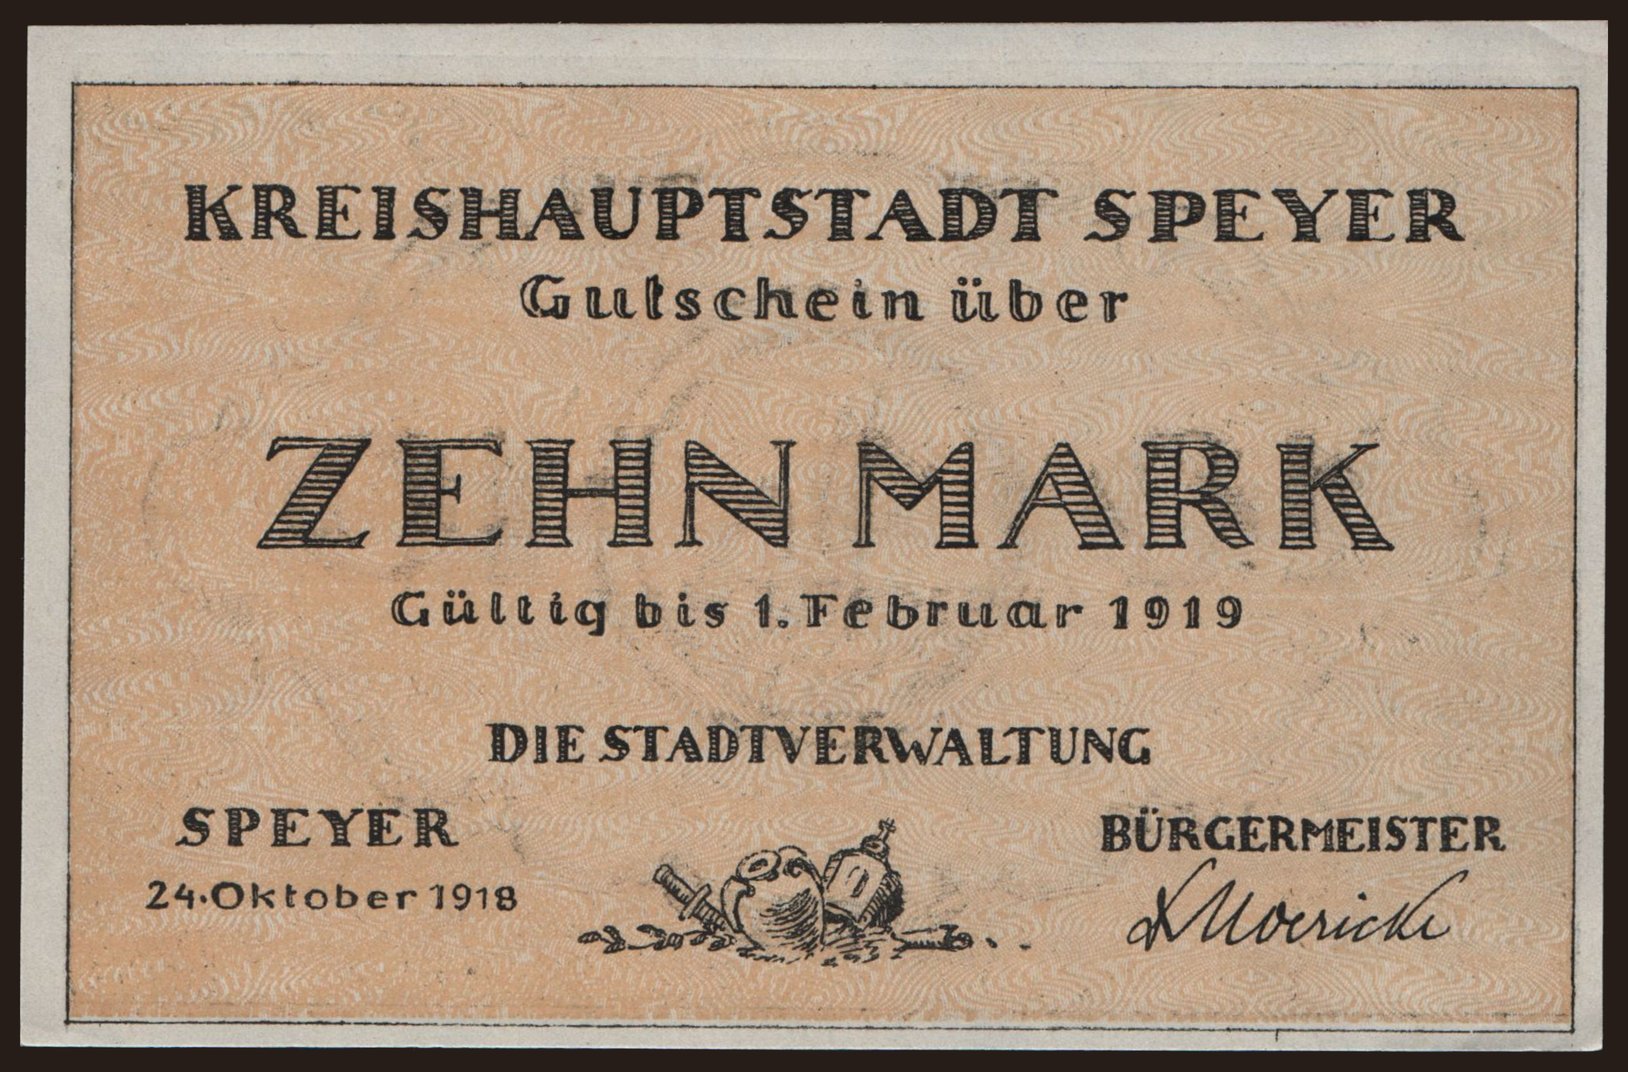 KREISHAUPTSTADT SPEYER
Gutschein über
ZEHN MARK
Gültig bis 1. Februar 1919
DIE STADTVERWALTUNG
SPEYER
24. Oktober 1918
BÜRGERMEISTER